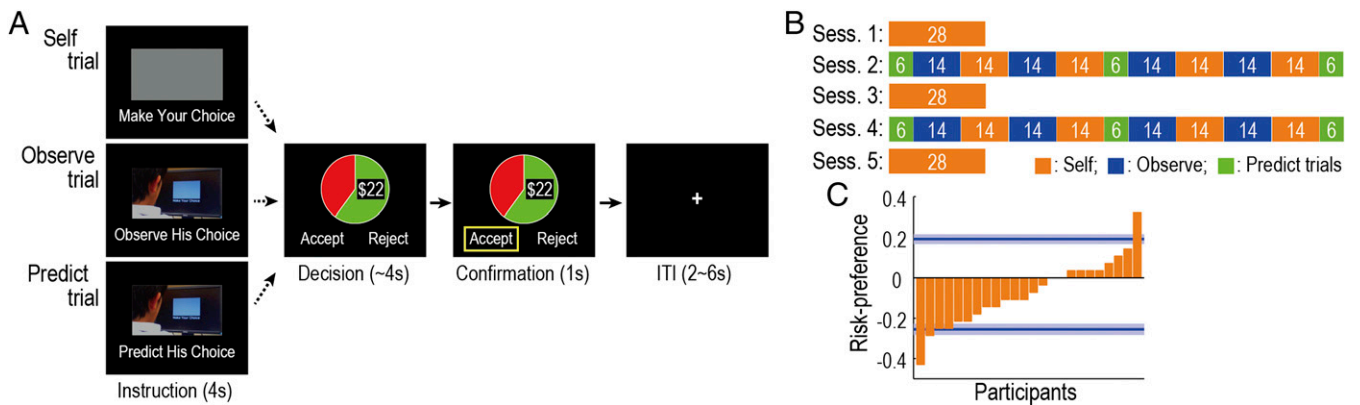 A
Self
trial
Make Your Choice
Observe
trial
Observe His Choice
Predict
trial
Predict His Choice
Instruction (4s)
$22
Accept Reject
Decision (~4s)
$22
Accept Reject
Confirmation (1s)
+
ITI (2~6s)
B
Sess. 1: 28
Sess. 2: 6 14 14 14 14 6 14 14 14 14 6
Sess. 3: 28
Sess. 4: 6 14 14 14 14 6 14 14 14 14 6
Sess. 5: 28
: Self; : Observe; : Predict trials
C
Risk-preference
0.4
0.2
0
-0.2
-0.4
Participants